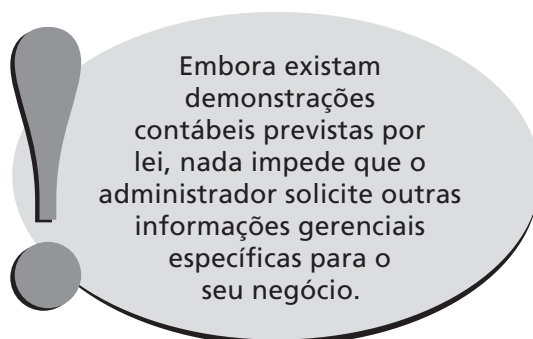 Embora existam
demonstrações
contábeis previstas por
lei, nada impede que o
administrador solicite outras
informações gerenciais
específicas para o
seu negócio.